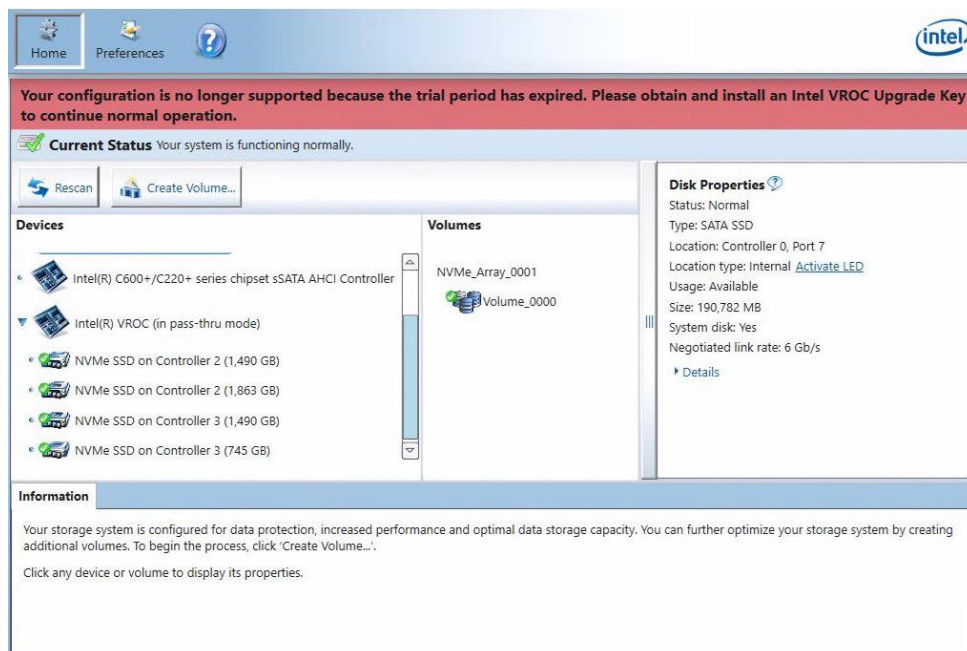 Home
Preferences
?
intel
Your configuration is no longer supported because the trial period has expired. Please obtain and install an Intel VROC Upgrade Key
to continue normal operation.
Current Status Your system is functioning normally.
Rescan
Create Volume...
Devices
Intel(R) C600+/C220+ series chipset sSATA AHCI Controller
Intel(R) VROC (in pass-thru mode)
NVMe SSD on Controller 2 (1,490 GB)
NVMe SSD on Controller 2 (1,863 GB)
NVMe SSD on Controller 3 (1,490 GB)
NVMe SSD on Controller 3 (745 GB)
Volumes
NVMe_Array_0001
Volume_0000
Disk Properties ?
Status: Normal
Type: SATA SSD
Location: Controller 0, Port 7
Location type: Internal Activate LED
Usage: Available
Size: 190,782 MB
System disk: Yes
Negotiated link rate: 6 Gb/s
Details
Information
Your storage system is configured for data protection, increased performance and optimal data storage capacity. You can further optimize your storage system by creating
additional volumes. To begin the process, click 'Create Volume...'.
Click any device or volume to display its properties.